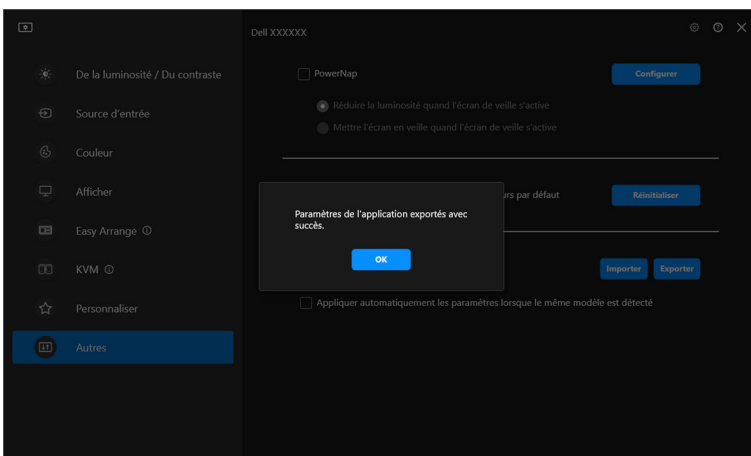 Dell XXXXXX
De la luminosité / Du contraste
Source d'entrée
Couleur
Afficher
Easy Arrange
KVM
Personnaliser
Autres
PowerNap
Configurer
Réduire la luminosité quand l'écran de veille s'active
Mettre l'écran en veille quand l'écran de veille s'active
par défaut
Réinitialiser
Paramètres de l'application exportés avec
succès.
OK
Importer
Exporter
Appliquer automatiquement les paramètres lorsque le même modèle est détecté